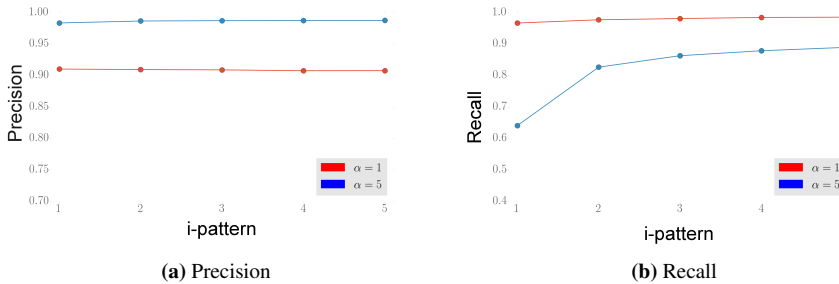 1.00
0.95
0.90
0.85
0.80
0.75
0.70
Precision
1 2 3 4 5
i-pattern
α = 1
α = 5
(a) Precision
1.0
0.9
0.8
0.7
0.6
0.5
0.4
Recall
1 2 3 4
i-pattern
α = 1
α = 5
(b) Recall